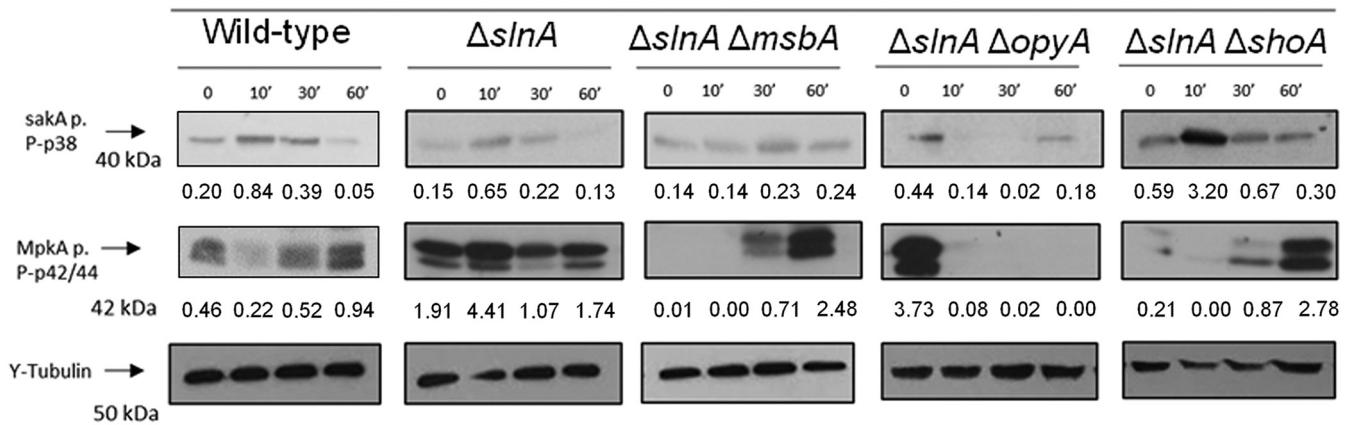 Wild-type ΔslnA ΔslnA ΔmsbA ΔslnA ΔopyA ΔslnA ΔshoA
0 10’ 30’ 60’ 0 10’ 30’ 60’ 0 10’ 30’ 60’ 0 10’ 30’ 60’ 0 10’ 30’ 60’
sakA p.
P-p38
40 kDa
0.20 0.84 0.39 0.05 0.15 0.65 0.22 0.13 0.14 0.14 0.23 0.24 0.44 0.14 0.02 0.18 0.59 3.20 0.67 0.30
MpkA p.
P-p42/44
42 kDa 0.46 0.22 0.52 0.94 1.91 4.41 1.07 1.74 0.01 0.00 0.71 2.48 3.73 0.08 0.02 0.00 0.21 0.00 0.87 2.78
Y-Tubulin
50 kDa